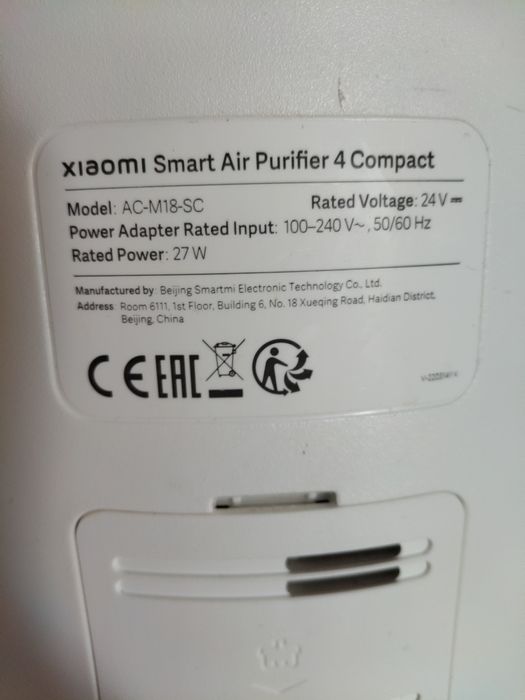 xiaomi Smart Air Purifier 4 Compact
Model: AC-M18-SC Rated Voltage: 24V⎓
Power Adapter Rated Input: 100–240 V~, 50/60 Hz
Rated Power: 27 W
Manufactured by: Beijing Smartmi Electronic Technology Co., Ltd.
Address: Room 6111, 1st Floor, Building 6, No. 18 Xueqing Road, Haidian District,
Beijing, China
CE EAC